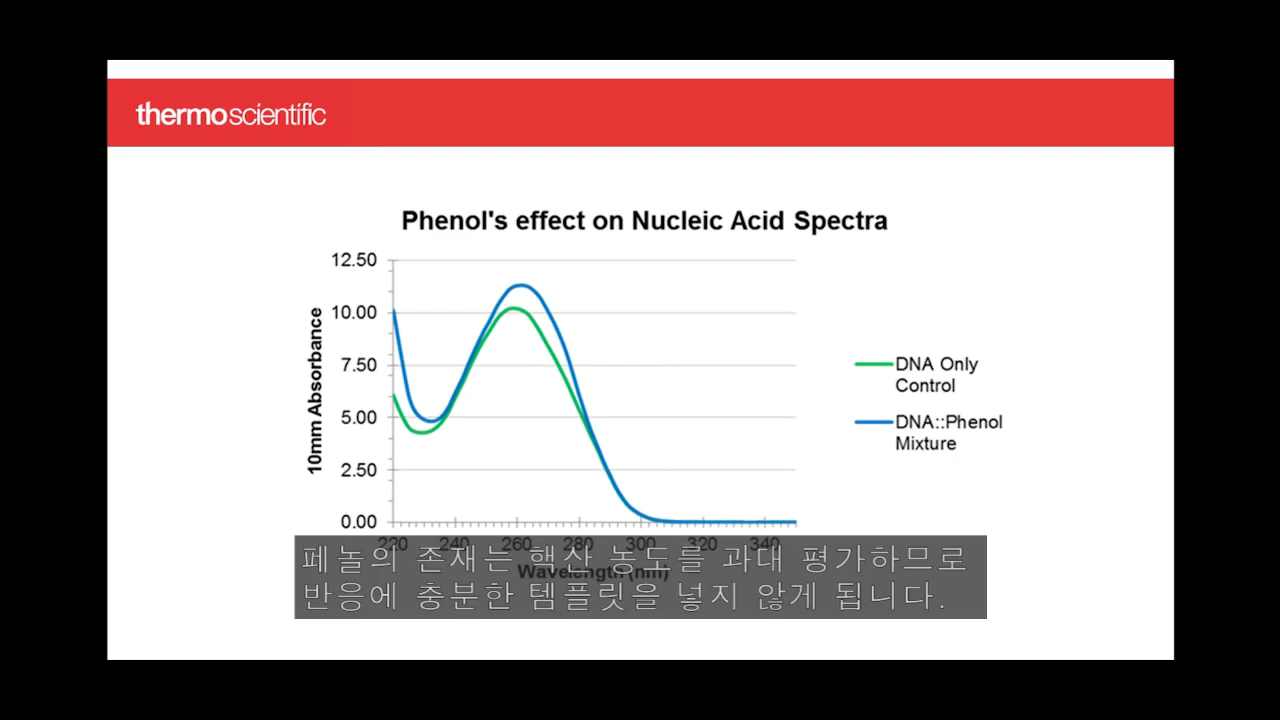 thermoscientific
Phenol's effect on Nucleic Acid Spectra
12.50
10.00
7.50
5.00
2.50
0.00
10mm Absorbance
220 240 260 280 300 320 340
Wavelength (nm)
DNA Only
Control
DNA::Phenol
Mixture
페놀의 존재는 핵산 농도를 과대 평가하므로
반응에 충분한 템플릿을 넣지 않게 됩니다.